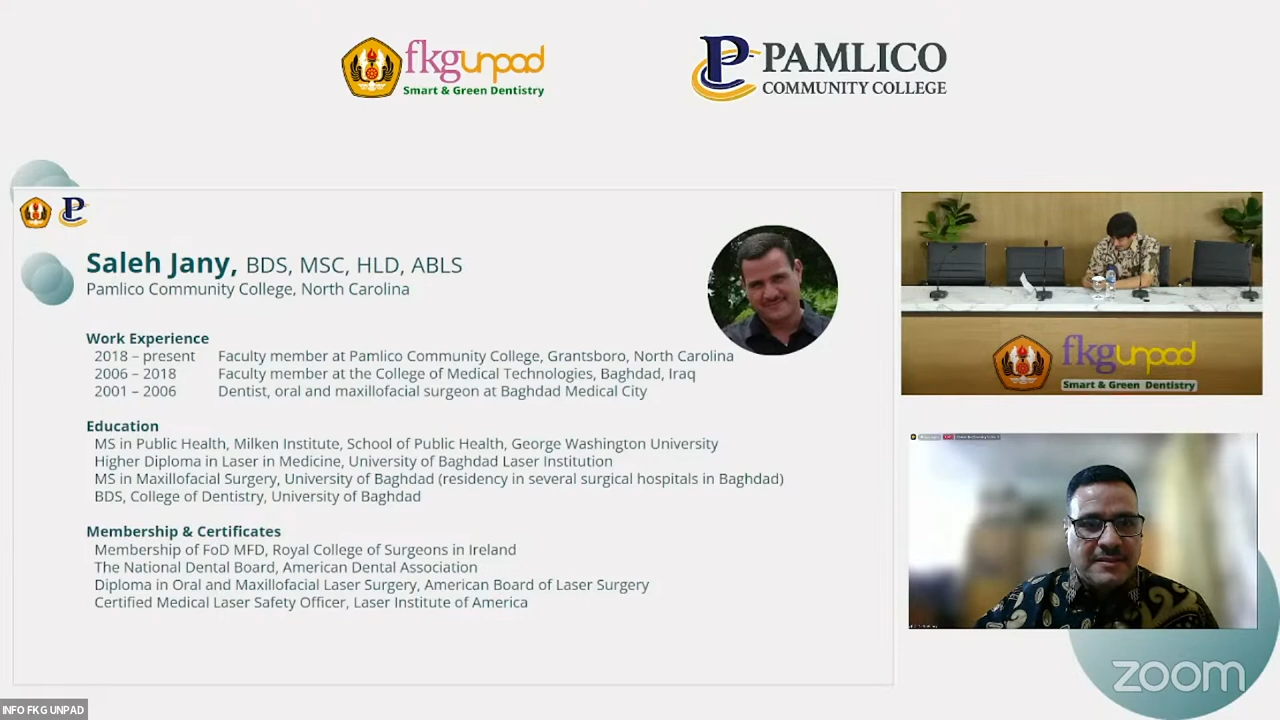 fkgunpad
Smart & Green Dentistry
PAMLICO
COMMUNITY COLLEGE
Saleh Jany, BDS, MSC, HLD, ABLS
Pamlico Community College, North Carolina
Work Experience
2018 – present Faculty member at Pamlico Community College, Grantsboro, North Carolina
2006 – 2018 Faculty member at the College of Medical Technologies, Baghdad, Iraq
2001 – 2006 Dentist, oral and maxillofacial surgeon at Baghdad Medical City
Education
MS in Public Health, Milken Institute, School of Public Health, George Washington University
Higher Diploma in Laser in Medicine, University of Baghdad Laser Institution
MS in Maxillofacial Surgery, University of Baghdad (residency in several surgical hospitals in Baghdad)
BDS, College of Dentistry, University of Baghdad
Membership & Certificates
Membership of FoD MFD, Royal College of Surgeons in Ireland
The National Dental Board, American Dental Association
Diploma in Oral and Maxillofacial Laser Surgery, American Board of Laser Surgery
Certified Medical Laser Safety Officer, Laser Institute of America
fkgunpad
Smart & Green Dentistry
zoom
INFO FKG UNPAD